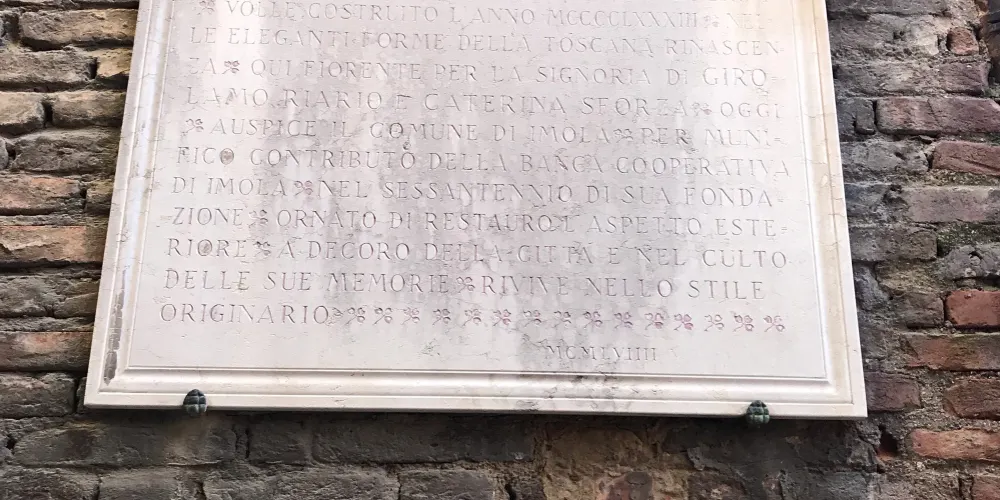 VOLLE COSTRUITO L'ANNO MCCCCLXXXIII NEL=
LE ELEGANTI FORME DELLA TOSCANA RINASCEN=
ZA QUI FIORENTE PER LA SIGNORIA DI GIRO=
LAMO RIARIO E CATERINA SFORZA OGGI
AUSPICE IL COMUNE DI IMOLA PER MUNI=
FICO CONTRIBUTO DELLA BANCA COOPERATIVA
DI IMOLA NEL SESSANTENNIO DI SUA FONDA=
ZIONE ORNATO DI RESTAURO L'ASPETTO ESTE=
RIORE A DECORO DELLA CITTA E NEL CULTO
DELLE SUE MEMORIE RIVIVE NELLO STILE
ORIGINARIO
MCMLVIIII